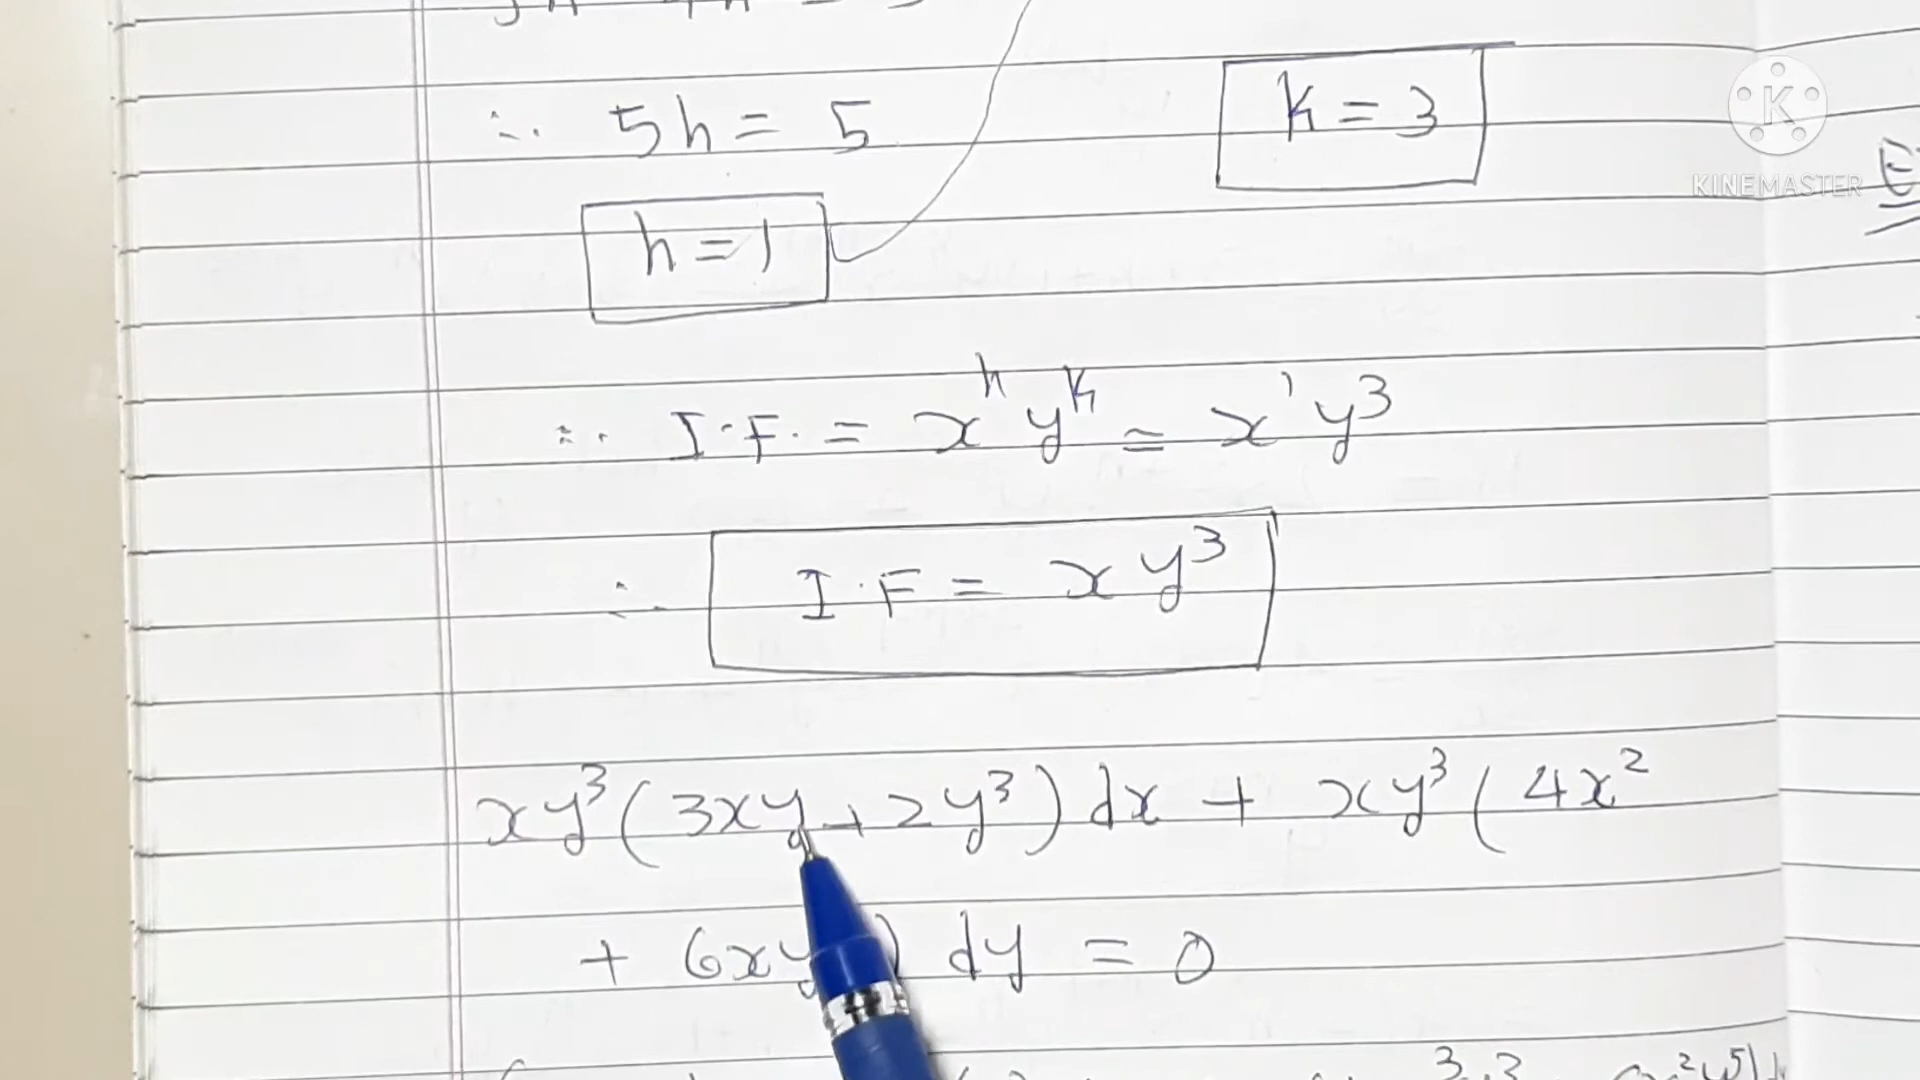 ∴ 5h = 5
k = 3
KINEMASTER
h = 1
∴ I.F. = x^h y^k = x^1 y^3
∴ I.F = x y^3
xy^3 (3xy + 2y^3) dx + xy^3 (4x^2
+ 6xy ) dy = 0